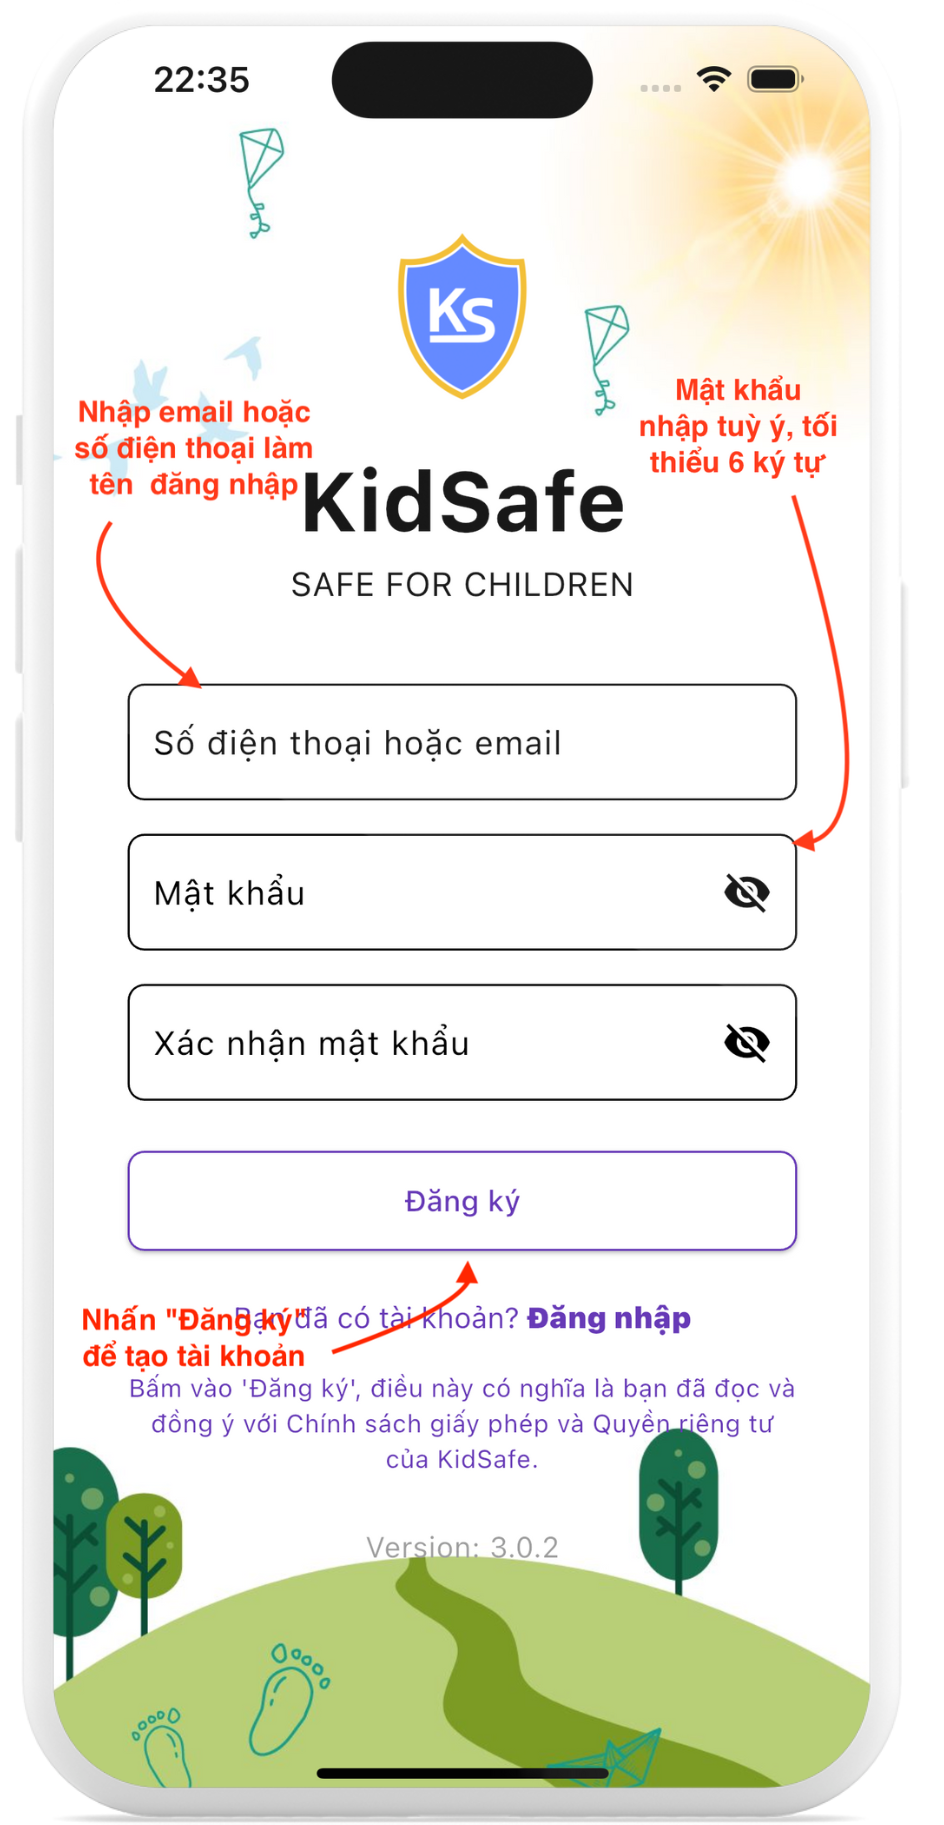 22:35
KS
Nhập email hoặc
số điện thoại làm
tên  đăng nhập
Mật khẩu
nhập tuỳ ý, tối
thiểu 6 ký tự
KidSafe
SAFE FOR CHILDREN
Số điện thoại hoặc email
Mật khẩu
Xác nhận mật khẩu
Đăng ký
Nhấn "Đăng ký"
để tạo tài khoản
Bạn đã có tài khoản? Đăng nhập
Bấm vào 'Đăng ký', điều này có nghĩa là bạn đã đọc và
đồng ý với Chính sách giấy phép và Quyền riêng tư
của KidSafe.
Version: 3.0.2